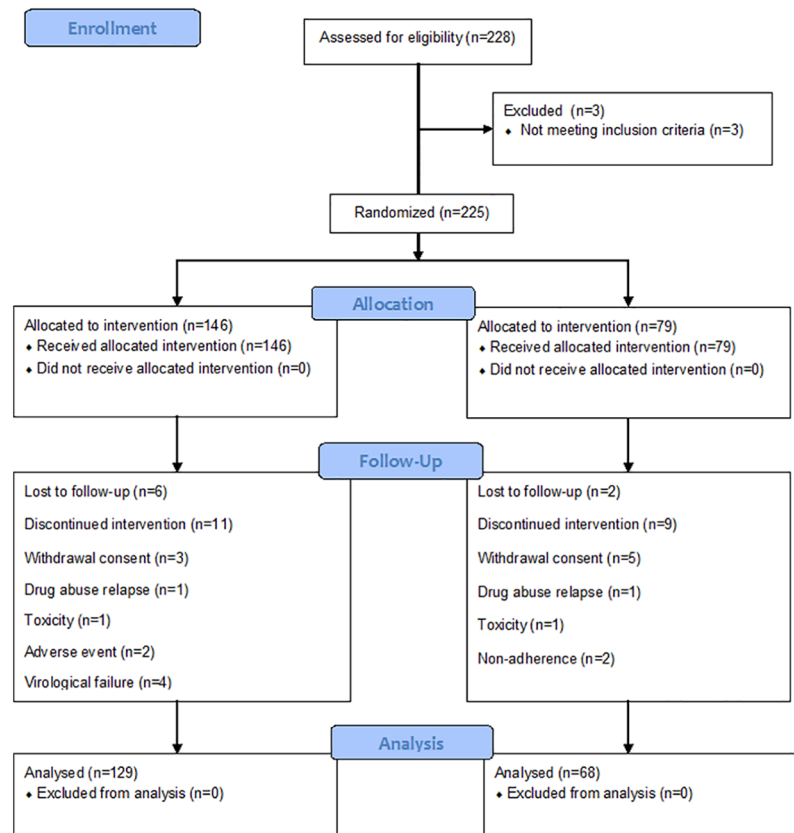 Enrollment
Assessed for eligibility (n=228)
Excluded (n=3)
♦ Not meeting inclusion criteria (n=3)
Randomized (n=225)
Allocation
Allocated to intervention (n=146)
♦ Received allocated intervention (n=146)
♦ Did not receive allocated intervention (n=0)
Allocated to intervention (n=79)
♦ Received allocated intervention (n=79)
♦ Did not receive allocated intervention (n=0)
Follow-Up
Lost to follow-up (n=6)
Discontinued intervention (n=11)
Withdrawal consent (n=3)
Drug abuse relapse (n=1)
Toxicity (n=1)
Adverse event (n=2)
Virological failure (n=4)
Lost to follow-up (n=2)
Discontinued intervention (n=9)
Withdrawal consent (n=5)
Drug abuse relapse (n=1)
Toxicity (n=1)
Non-adherence (n=2)
Analysis
Analysed (n=129)
♦ Excluded from analysis (n=0)
Analysed (n=68)
♦ Excluded from analysis (n=0)